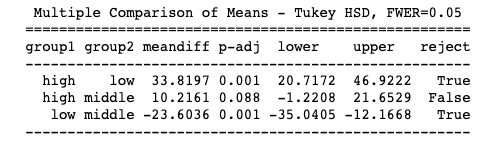 Multiple Comparison of Means - Tukey HSD, FWER=0.05
=====================================================
group1 group2 meandiff p-adj lower upper reject
-----------------------------------------------------
high low 33.8197 0.001 20.7172 46.9222 True
high middle 10.2161 0.088 -1.2208 21.6529 False
low middle -23.6036 0.001 -35.0405 -12.1668 True
-----------------------------------------------------